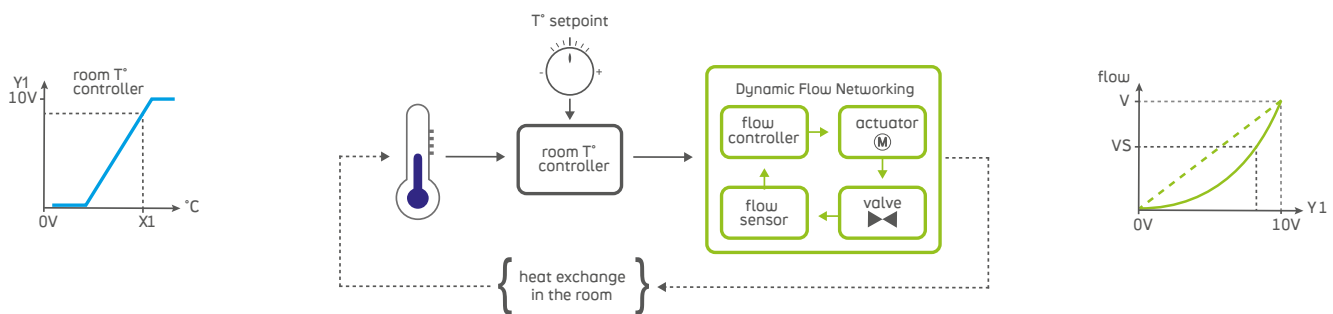 Y1
10V
room T°
controller
°C
0V
X1
T° setpoint
-
+
room T°
controller
Dynamic Flow Networking
flow
controller
actuator
M
flow
sensor
valve
heat exchange
in the room
flow
V
VS
Y1
0V
10V